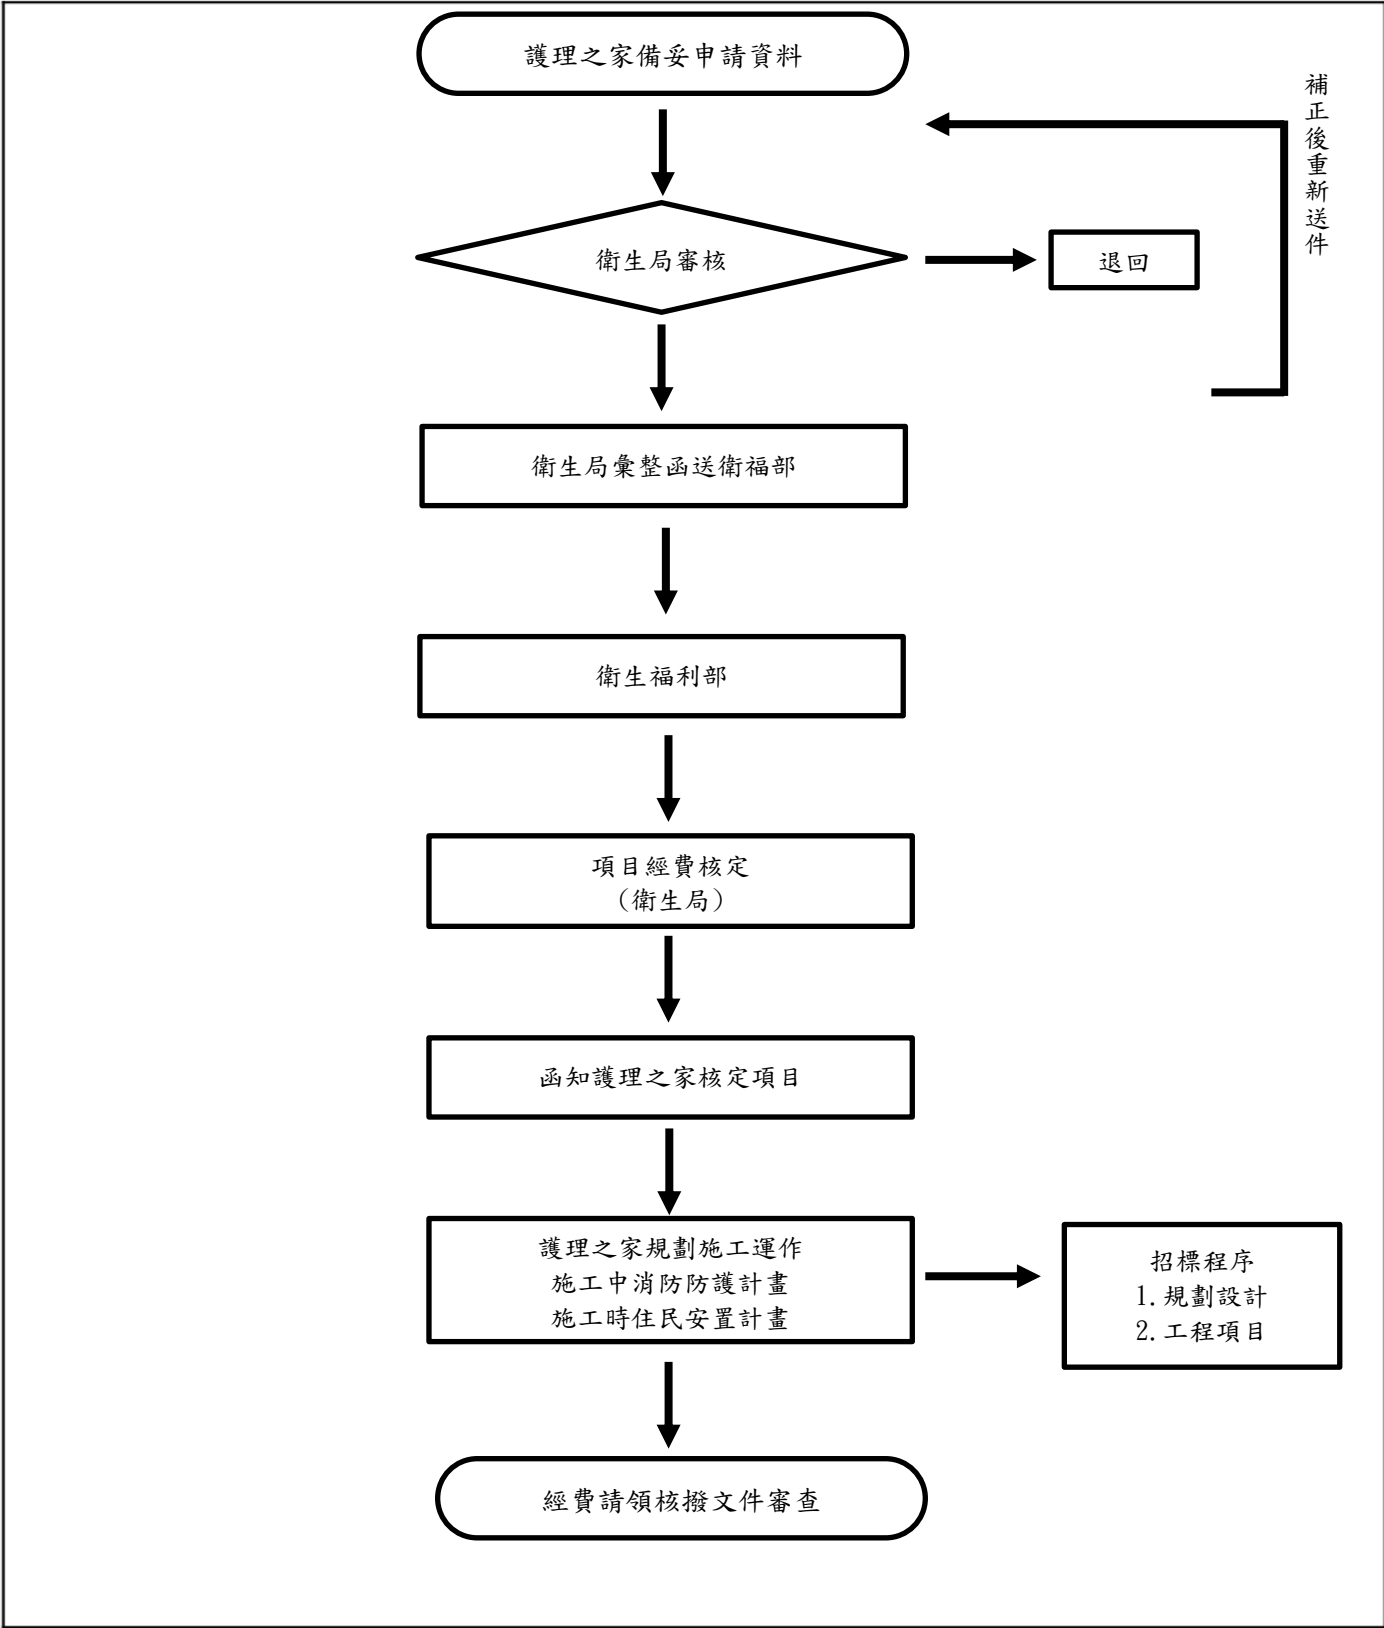 護理之家備妥申請資料
補正後重新送件
衛生局審核
退回
衛生局彙整函送衛福部
衛生福利部
項目經費核定
（衛生局）
函知護理之家核定項目
護理之家規劃施工運作
施工中消防防護計畫
施工時住民安置計畫
招標程序
1.規劃設計
2.工程項目
經費請領核撥文件審查